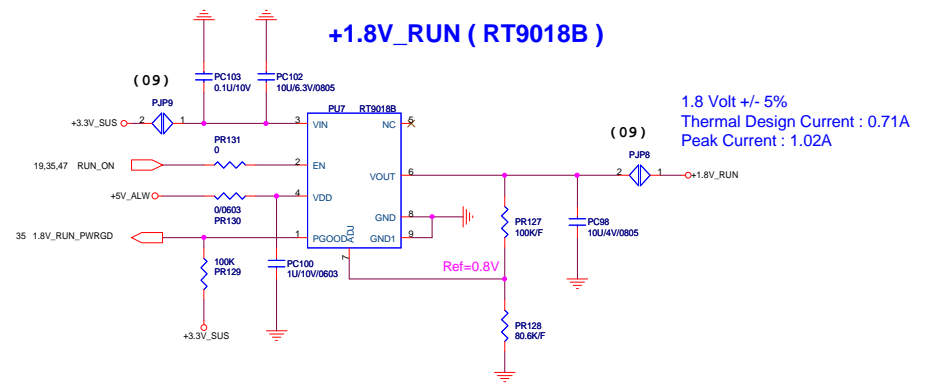 +1.8V_RUN ( RT9018B )
(09)
PC103
0.1U/10V
PC102
10U/6.3V/0805
PJP9
2
1
+3.3V_SUS
PU7 RT9018B
3
VIN
NC
5
PR131
0
19,35,47 RUN_ON
2
EN
VOUT
6
+5V_ALW
0/0603
PR130
4
VDD
GND
8
35 1.8V_RUN_PWRGD
1
PGOOD
ADJ
GND1
9
7
100K
PR129
+3.3V_SUS
PC100
1U/10V/0603
Ref=0.8V
PR127
100K/F
PR128
80.6K/F
PC98
10U/4V/0805
(09)
PJP8
2
1
+1.8V_RUN
1.8 Volt +/- 5%
Thermal Design Current : 0.71A
Peak Current : 1.02A